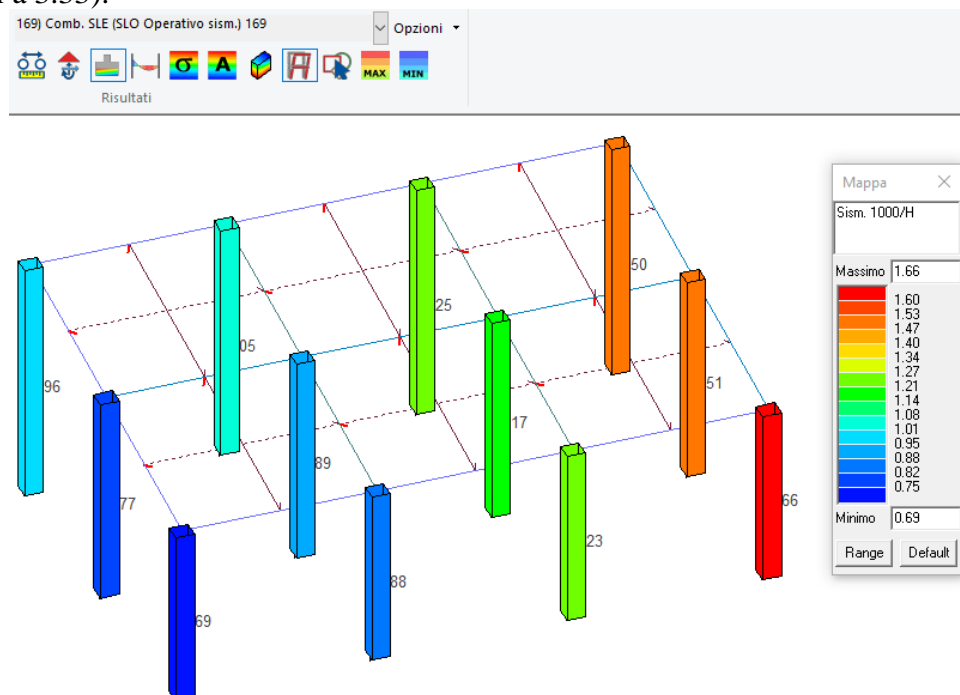 169) Comb. SLE (SLO Operativo sism.) 169
Opzioni
σ A MAX MIN
Risultati
Mappa
Sism. 1000/H
Massimo 1.66
1.60
1.53
1.47
1.40
1.34
1.27
1.21
1.14
1.08
1.01
0.95
0.88
0.82
0.75
Minimo 0.69
Range Default
50
25
05
96
51
17
89
77
66
23
88
69